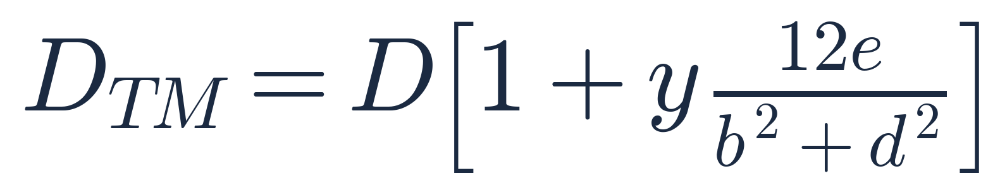 $D_{TM} = D\left[1 + y\frac{12e}{b^2 + d^2}\right]$